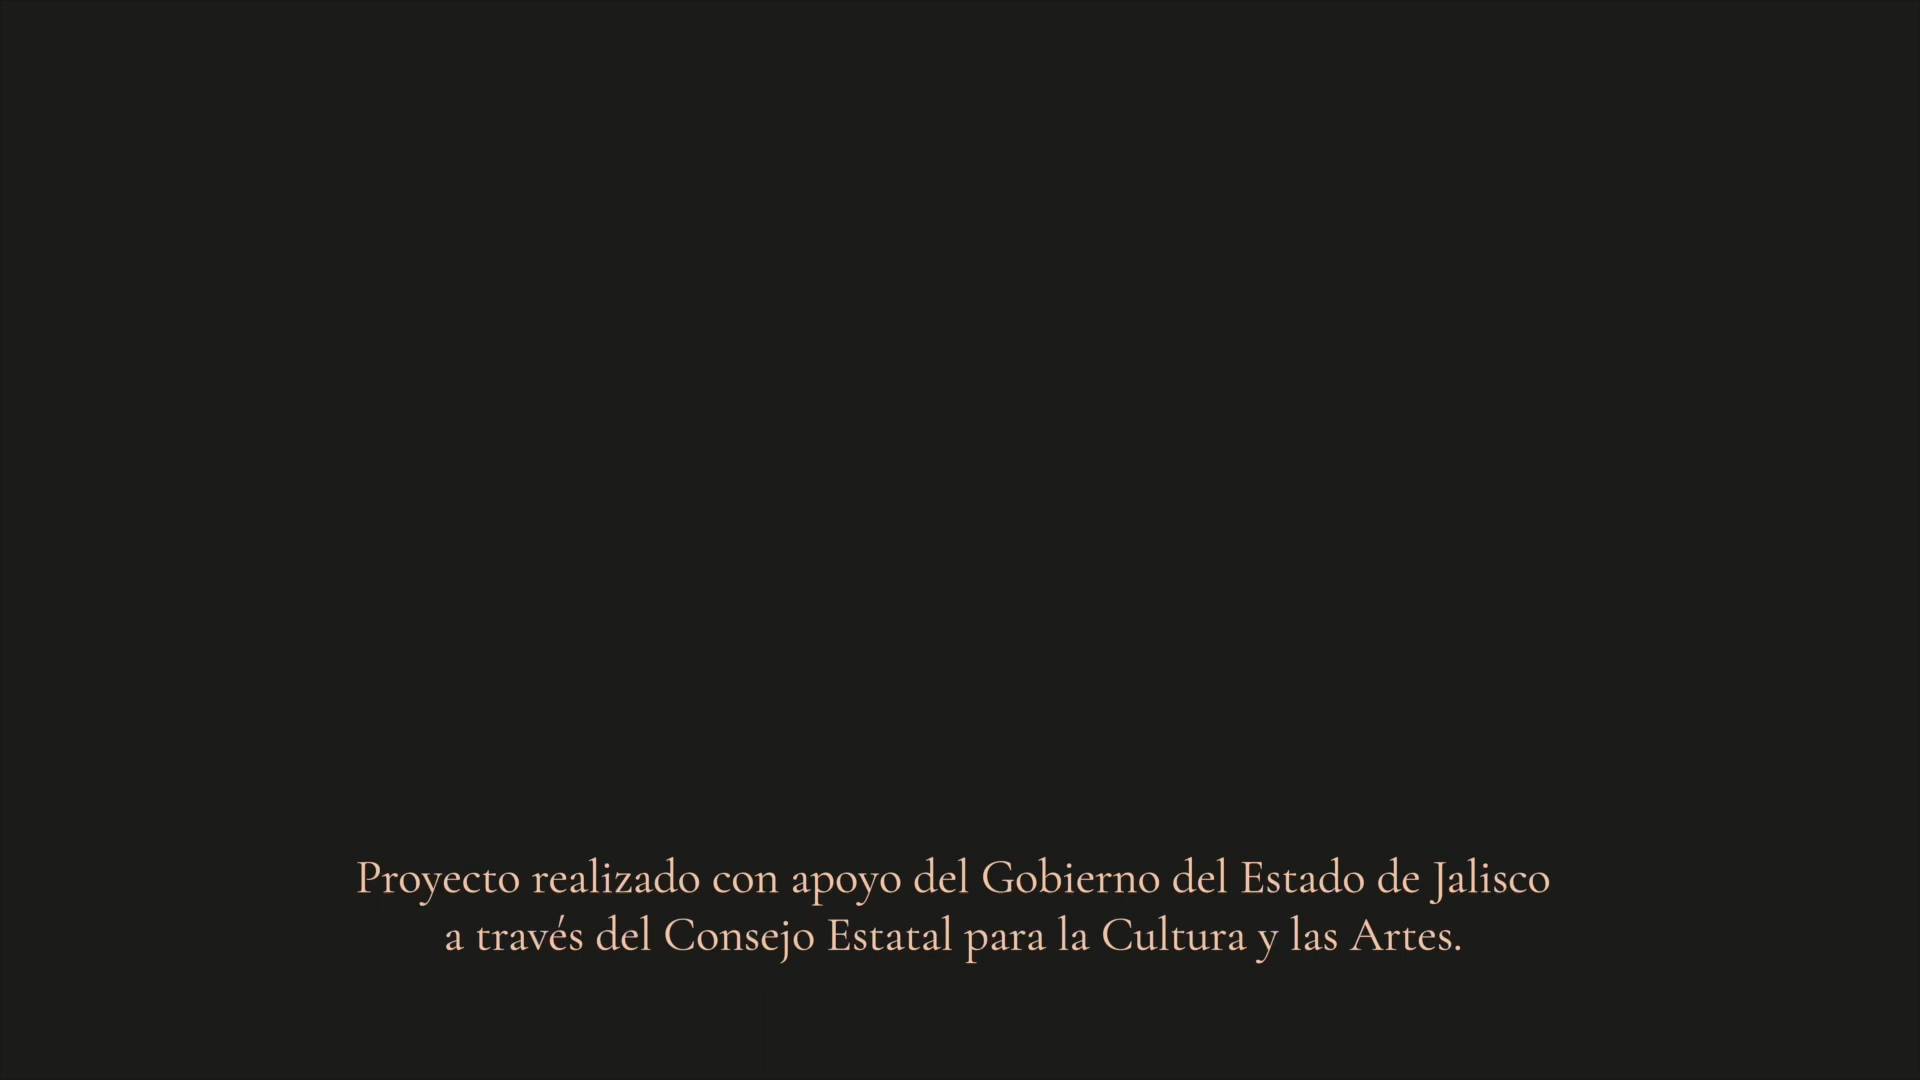 Proyecto realizado con apoyo del Gobierno del Estado de Jalisco
a través del Consejo Estatal para la Cultura y las Artes.